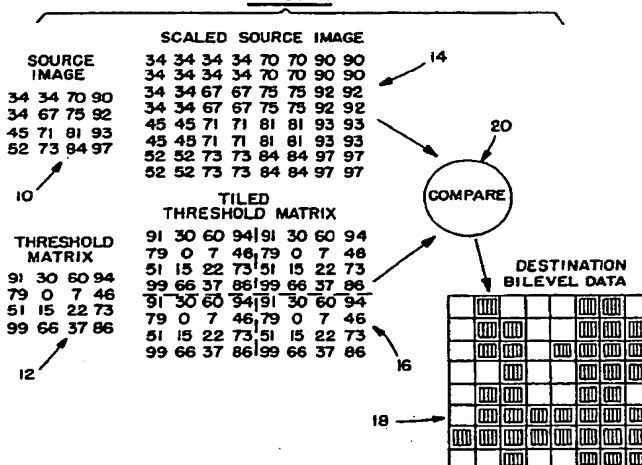 SOURCE
IMAGE
34 34 70 90
34 67 75 92
45 71 81 93
52 73 84 97
10
SCALED SOURCE IMAGE
34 34 34 34 70 70 90 90
34 34 34 34 70 70 90 90
34 34 67 67 75 75 92 92
34 34 67 67 75 75 92 92
45 45 71 71 81 81 93 93
45 45 71 71 81 81 93 93
52 52 73 73 84 84 97 97
52 52 73 73 84 84 97 97
14
THRESHOLD
MATRIX
91 30 60 94
79 0 7 46
51 15 22 73
99 66 37 86
12
TILED
THRESHOLD MATRIX
91 30 60 94 91 30 60 94
79 0 7 46 79 0 7 46
51 15 22 73 51 15 22 73
99 66 37 86 99 66 37 86
91 30 60 94 91 30 60 94
79 0 7 46 79 0 7 46
51 15 22 73 51 15 22 73
99 66 37 86 99 66 37 86
16
20
COMPARE
DESTINATION
BILEVEL DATA
18